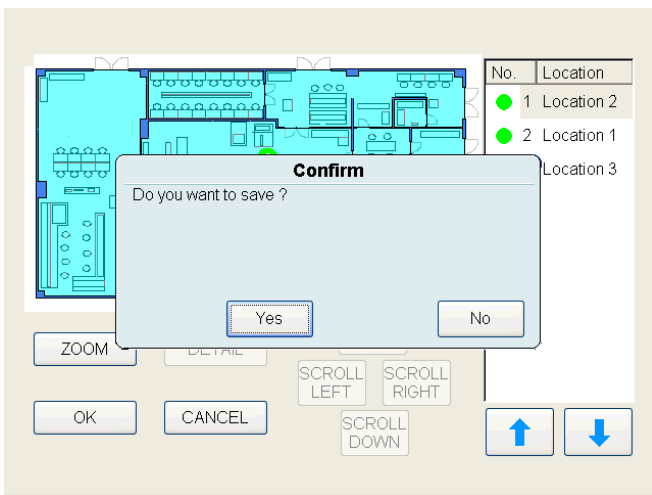 No. Location
1 Location 2
2 Location 1
Location 3
Confirm
Do you want to save ?
Yes
No
ZOOM -
DETAIL
SCROLL
LEFT
SCROLL
RIGHT
OK
CANCEL
SCROLL
DOWN